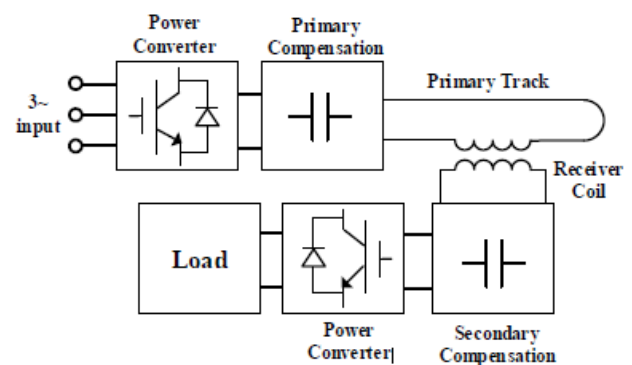 Power
Converter
Primary
Compensation
Primary Track
3~
input
Receiver
Coil
Load
Power
Converter
Secondary
Compensation